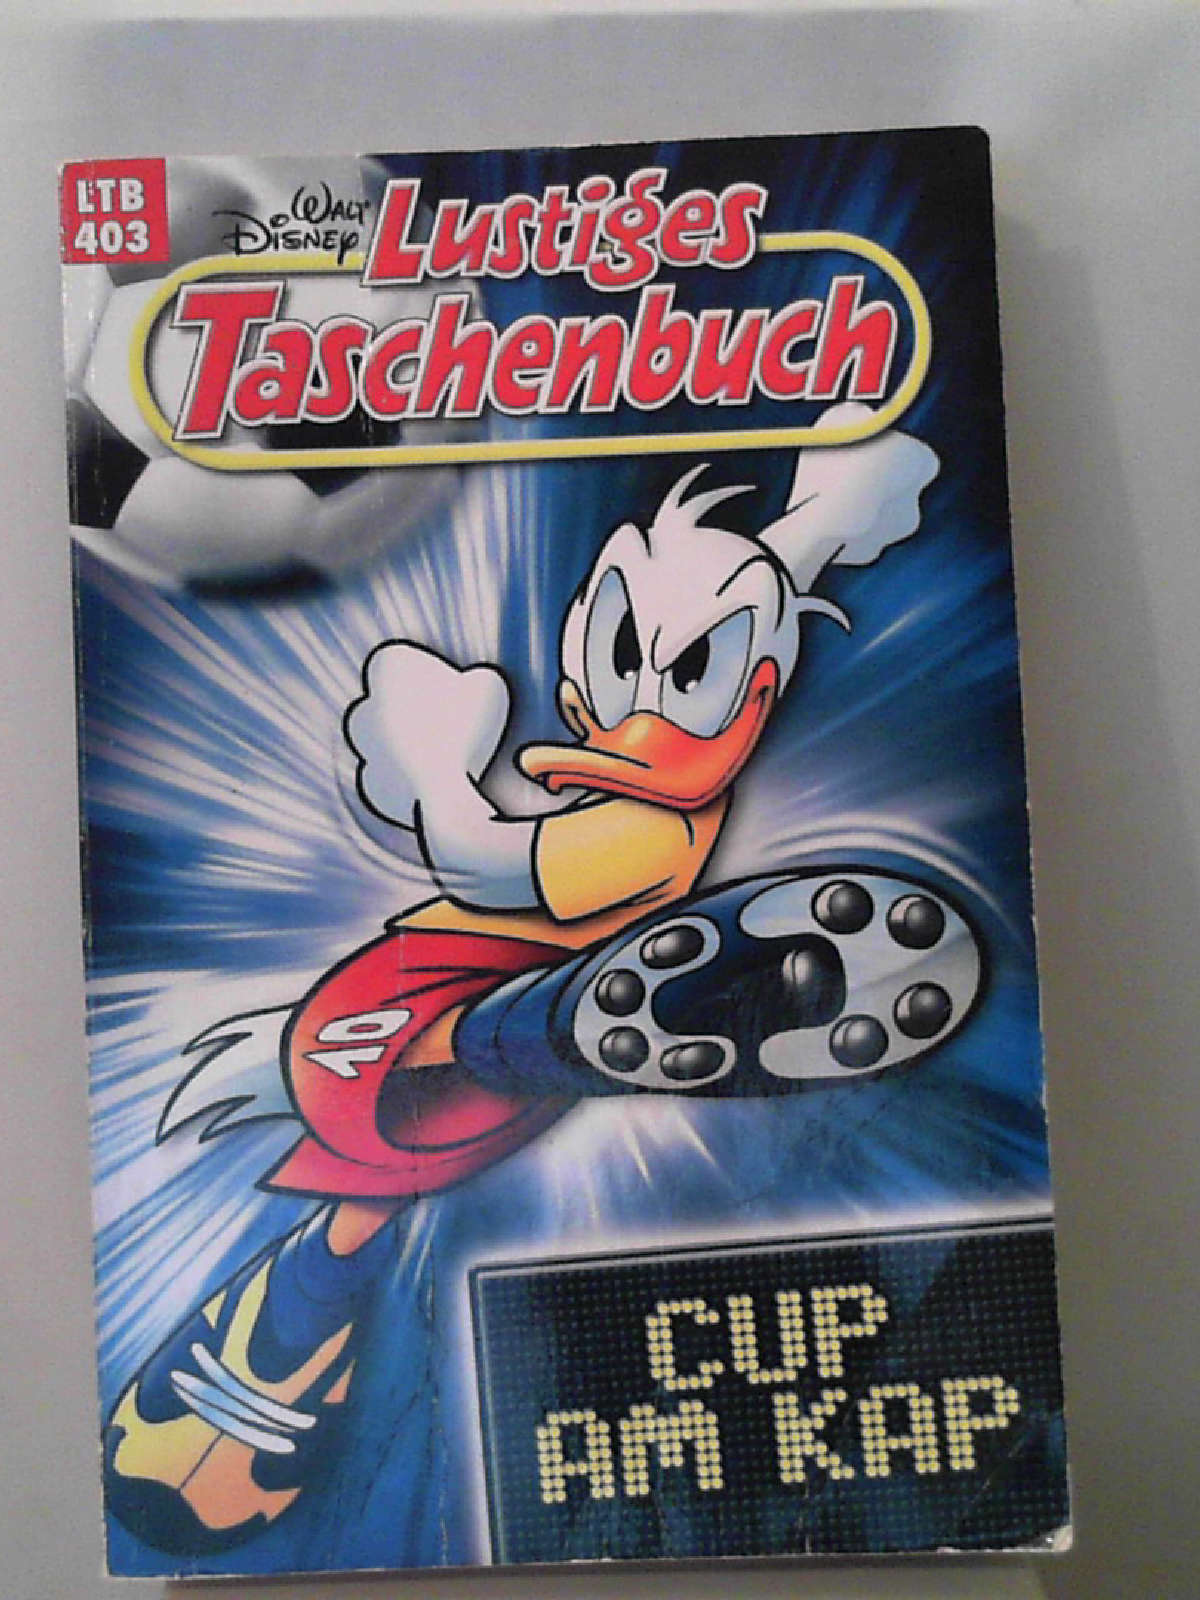 LTB
403
WALT
DISNEY
Lustiges
Taschenbuch
10
CUP
AM KAP